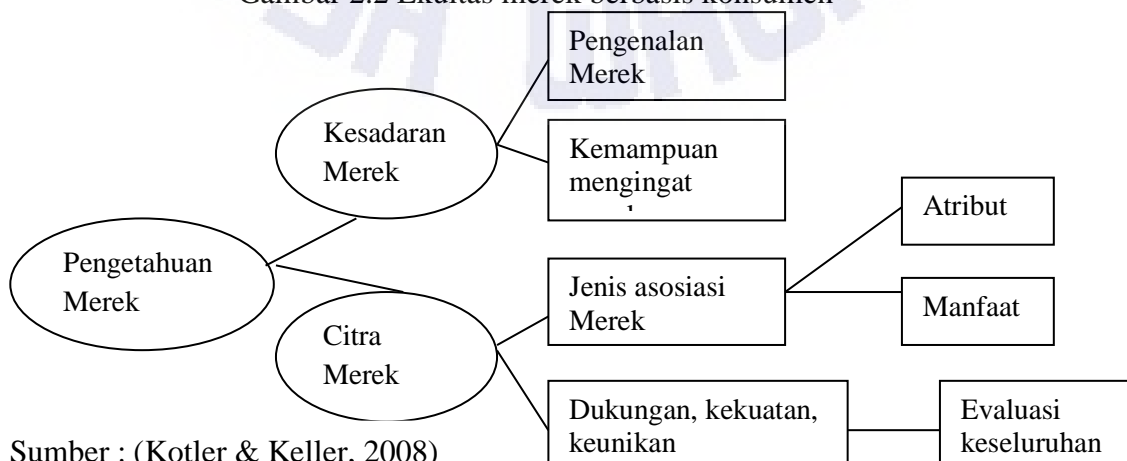 Gambar 2.2 Ekuitas merek berbasis konsumen
Pengenalan
Merek
Kesadaran
Merek
Kemampuan
mengingat
Atribut
Pengetahuan
Merek
Jenis asosiasi
Merek
Manfaat
Citra
Merek
Dukungan, kekuatan,
keunikan
Evaluasi
keseluruhan
Sumber : (Kotler & Keller, 2008)